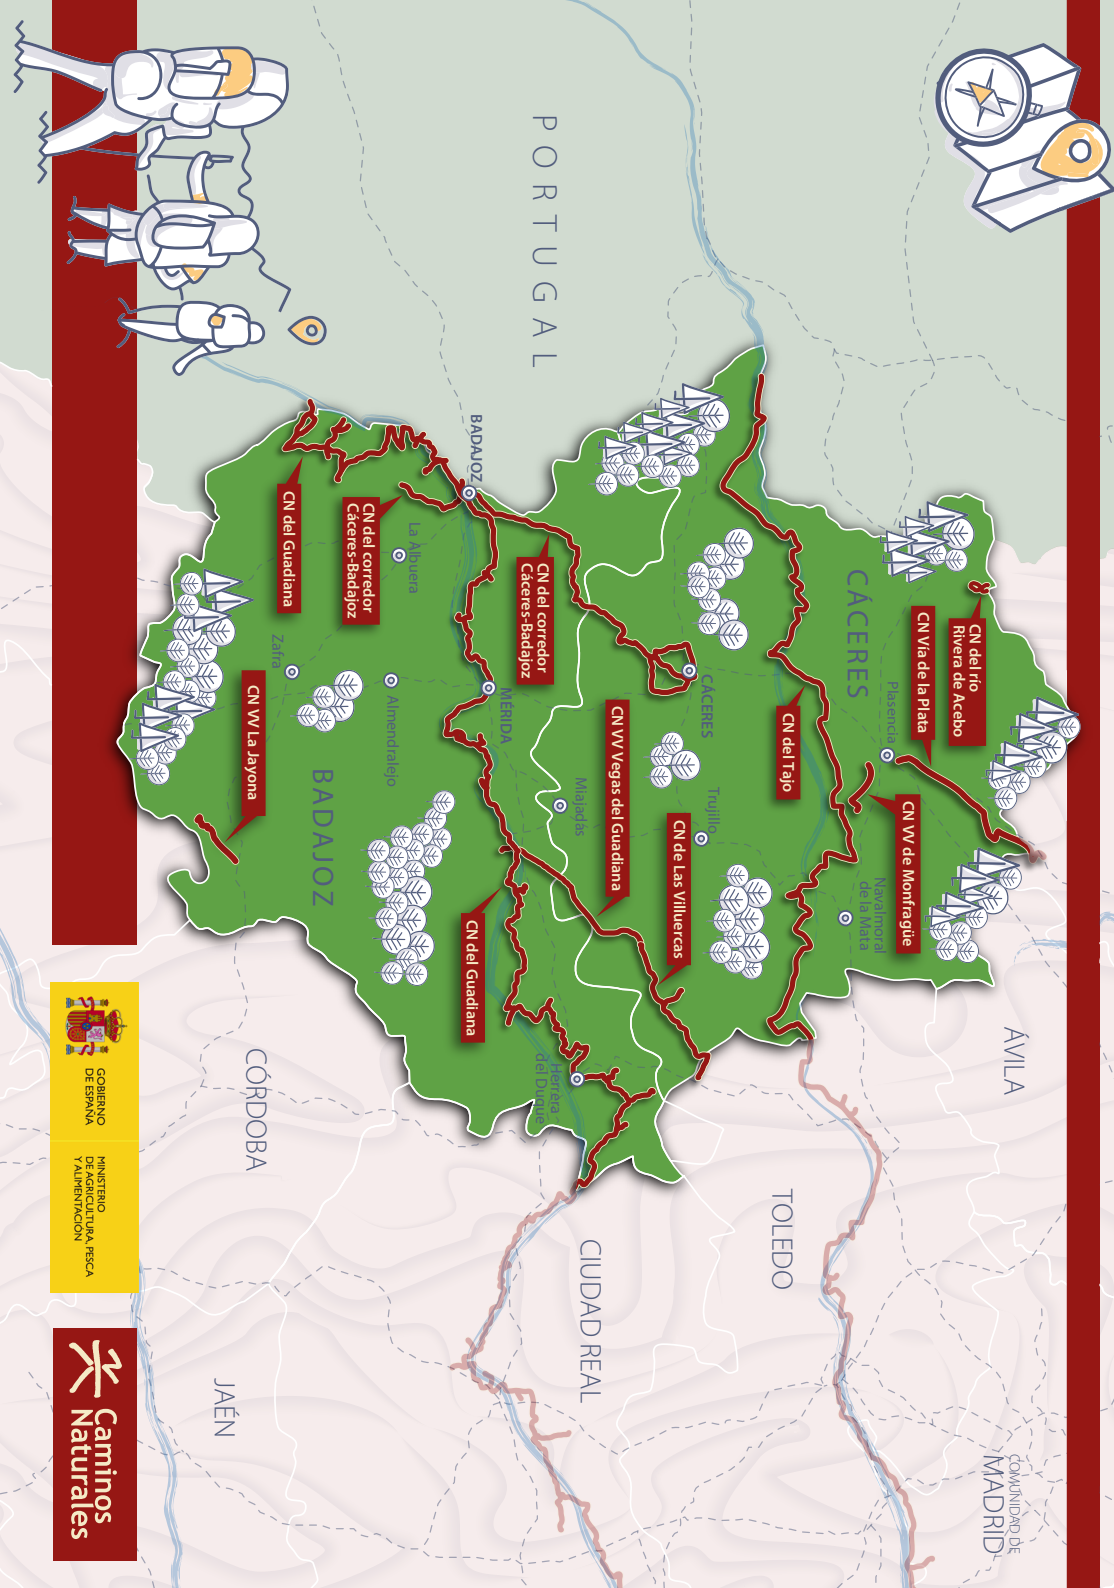 PORTUGAL
ÁVILA
COMUNIDAD DE
MADRID
CN del río
Rivera de Acebo
CN Vía de la Plata
CN VV de Monfragüe
Plasencia
Navalmoral
de la Mata
CÁCERES
CN del Tajo
TOLEDO
CÁCERES
Trujillo
CN de Las Villuercas
CN VV Vegas del Guadiana
Miajadas
CIUDAD REAL
CN del corredor
Cáceres-Badajoz
Herrera
del Duque
BADAJOZ
MÉRIDA
CN del Guadiana
La Albuera
Almendralejo
CN del corredor
Cáceres-Badajoz
BADAJOZ
CN del Guadiana
Zafra
CN VV La Jayona
CÓRDOBA
JAÉN
GOBIERNO
DE ESPAÑA
MINISTERIO
DE AGRICULTURA, PESCA
Y ALIMENTACIÓN
Caminos
Naturales